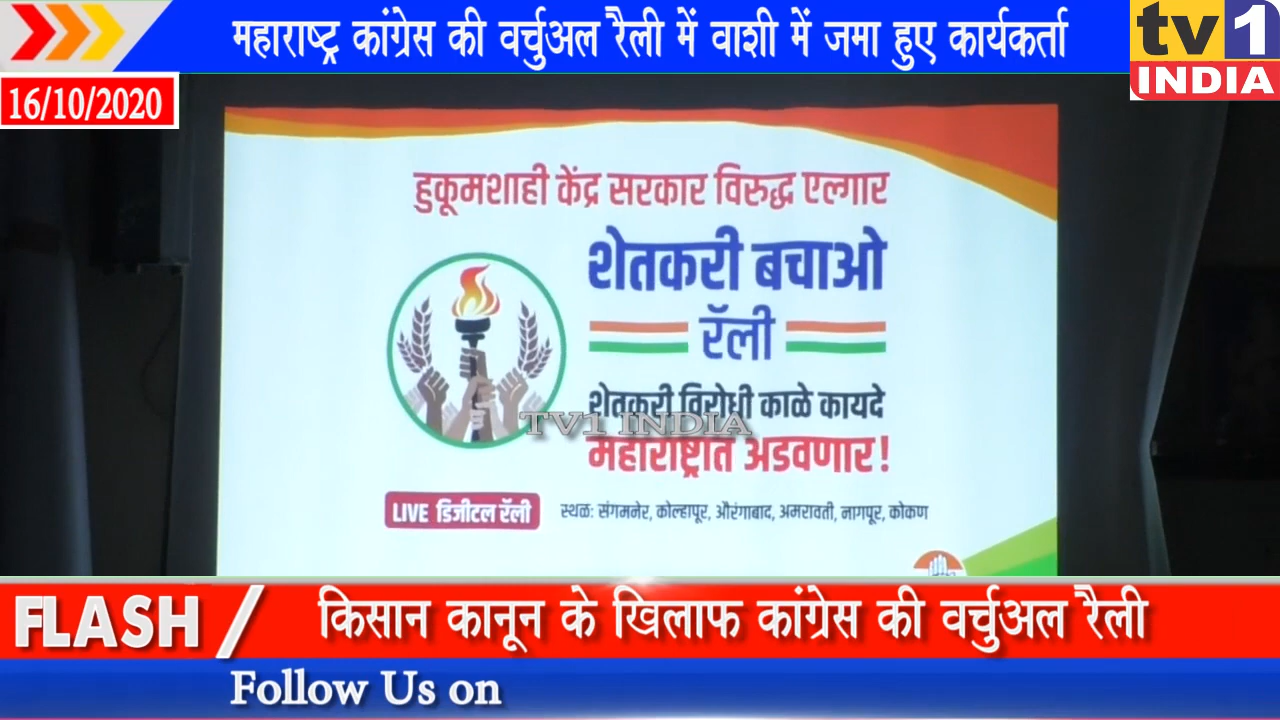 महाराष्ट्र कांग्रेस की वर्चुअल रैली में वाशी में जमा हुए कार्यकर्ता
tv1
INDIA
16/10/2020
हुकूमशाही केंद्र सरकार विरुद्ध एल्गार
शेतकरी बचाओ
रॅली
शेतकरी विरोधी काळे कायदे
TV1 INDIA
महाराष्ट्रात अडवणार!
LIVE डिजीटल रॅली
स्थळ: संगमनेर, कोल्हापूर, औरंगाबाद, अमरावती, नागपूर, कोकण
FLASH / किसान कानून के खिलाफ कांग्रेस की वर्चुअल रैली
Follow Us on